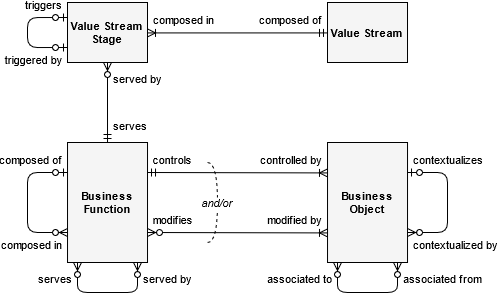 triggers
triggered by
Value Stream
Stage
composed in
composed of
Value Stream
served by
serves
composed of
composed in
Business
Function
controls
controlled by
and/or
modifies
modified by
Business
Object
contextualizes
contextualized by
serves
served by
associated to
associated from